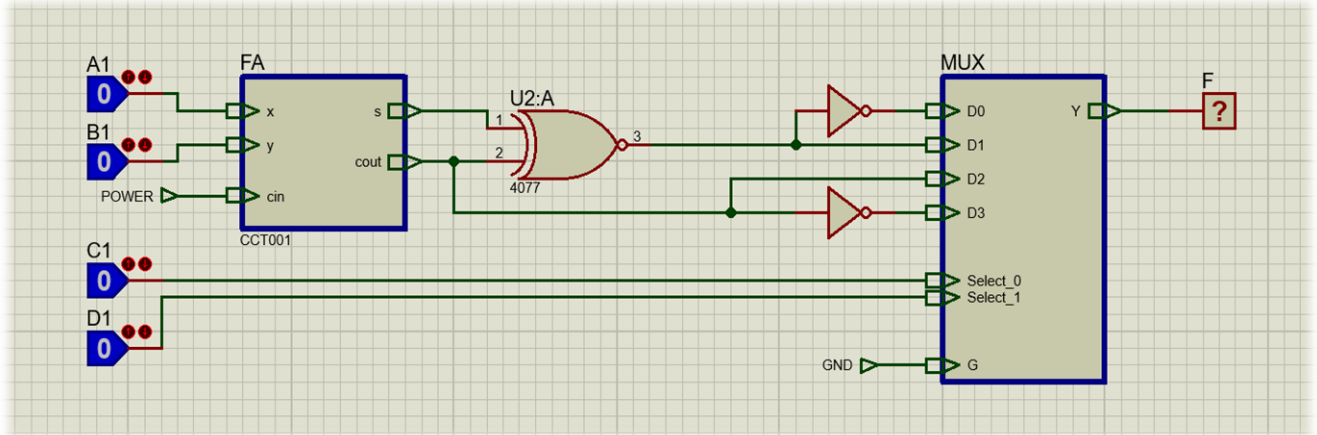 A1
0
B1
0
POWER
C1
0
D1
0
FA
x
y
cin
s
cout
CCT001
U2:A
1
2
3
4077
MUX
D0
D1
D2
D3
Select_0
Select_1
G
Y
GND
F
?